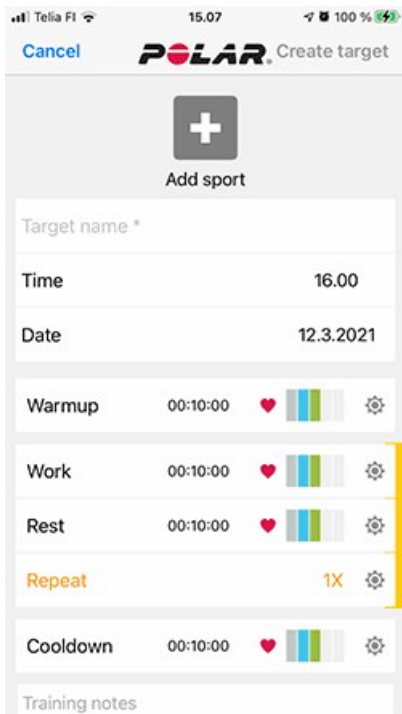 Telia FI 15.07 100 %
Cancel POLAR. Create target
Add sport
Target name *
Time 16.00
Date 12.3.2021
Warmup 00:10:00
Work 00:10:00
Rest 00:10:00
Repeat 1X
Cooldown 00:10:00
Training notes